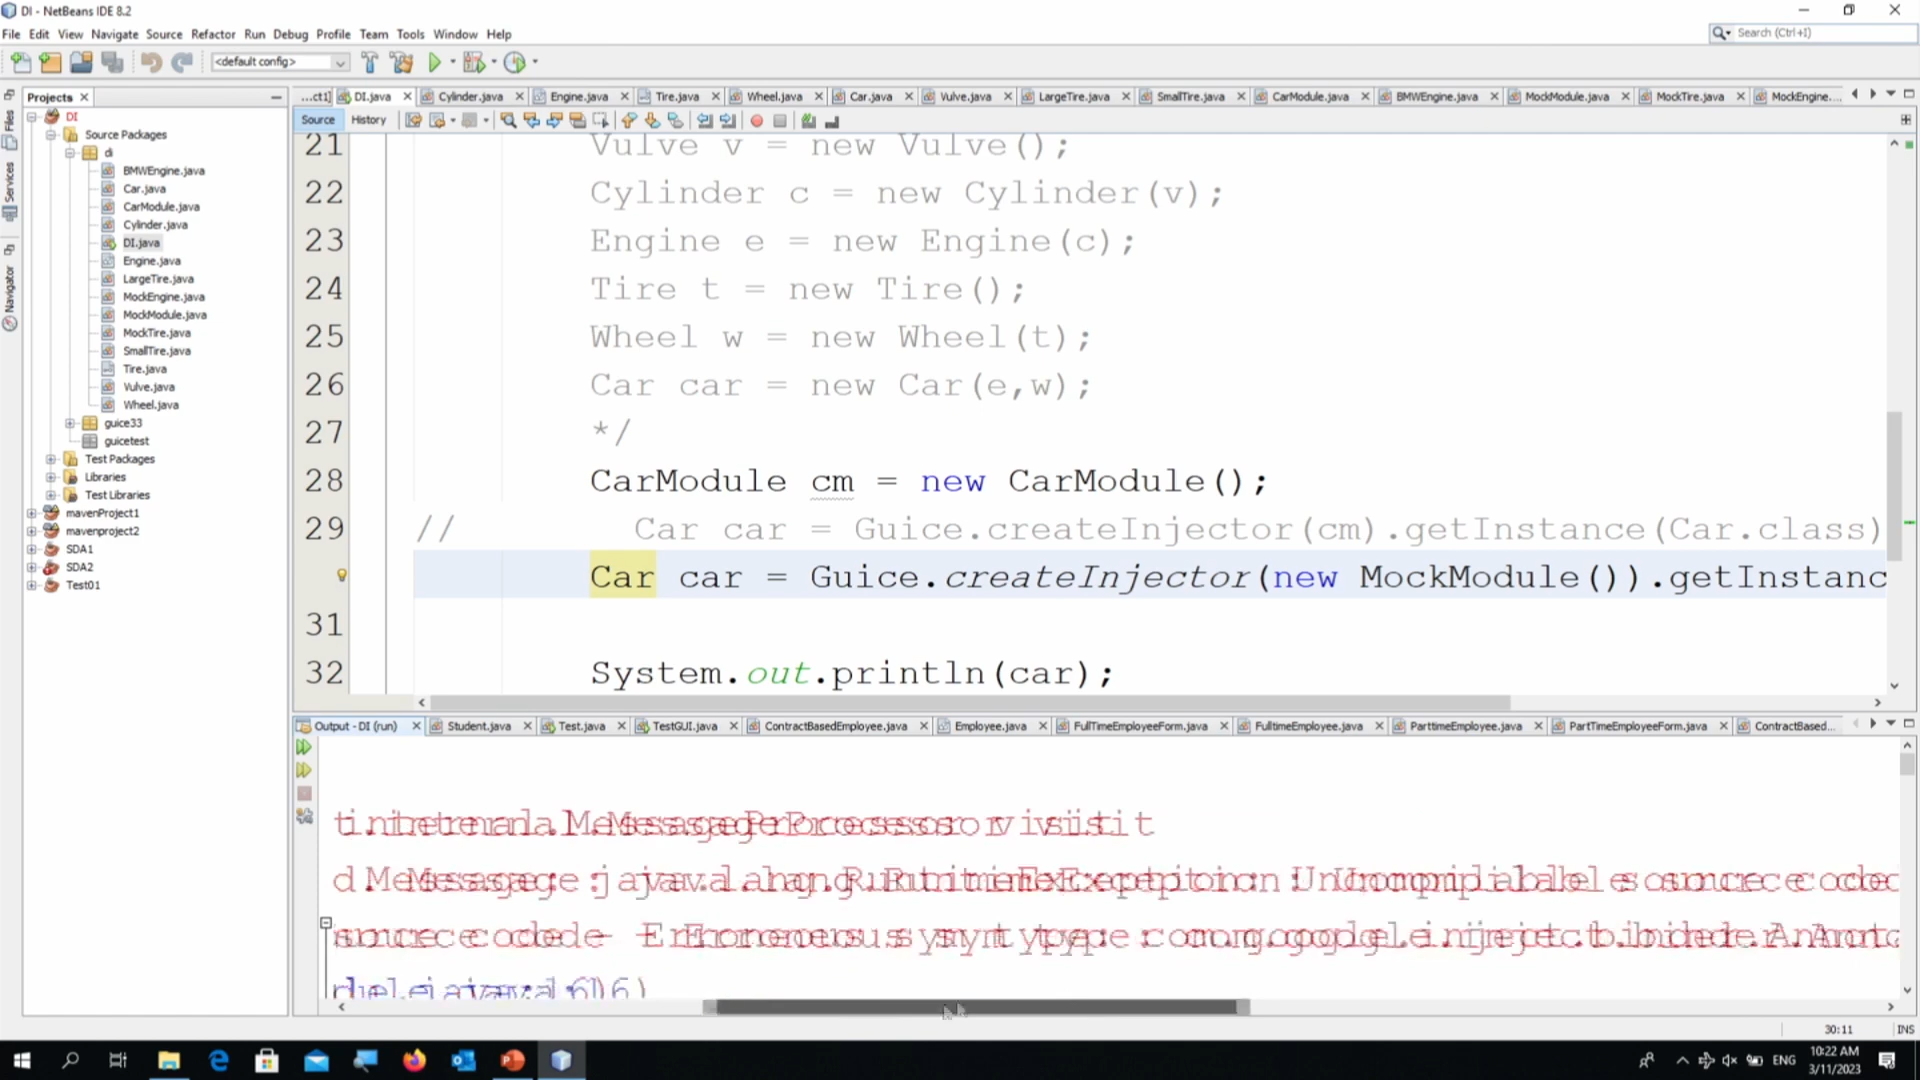 DI - NetBeans IDE 8.2
File Edit View Navigate Source Refactor Run Debug Profile Team Tools Window Help
Search (Ctrl+I)
<default config>
Projects
...ct1] DI.java Cylinder.java Engine.java Tire.java Wheel.java Car.java Vulve.java LargeTire.java SmallTire.java CarModule.java BMWEngine.java MockModule.java MockTire.java MockEngine....
Source History
Files
Services
Navigator
DI
Source Packages
di
BMWEngine.java
Car.java
CarModule.java
Cylinder.java
DI.java
Engine.java
LargeTire.java
MockEngine.java
MockModule.java
MockTire.java
SmallTire.java
Tire.java
Vulve.java
Wheel.java
guice33
guicetest
Test Packages
Libraries
Test Libraries
mavenProject1
mavenproject2
SDA1
SDA2
Test01
21 Vulve v = new Vulve();
22 Cylinder c = new Cylinder(v);
23 Engine e = new Engine(c);
24 Tire t = new Tire();
25 Wheel w = new Wheel(t);
26 Car car = new Car(e,w);
27 */
28 CarModule cm = new CarModule();
29 // Car car = Guice.createInjector(cm).getInstance(Car.class)
Car car = Guice.createInjector(new MockModule()).getInstanc
31
32 System.out.println(car);
Output - DI (run) Student.java Test.java TestGUI.java ContractBasedEmployee.java Employee.java FullTimeEmployeeForm.java FulltimeEmployee.java ParttimeEmployee.java PartTimeEmployeeForm.java ContractBased...
30:11 INS
ENG
10:22 AM
3/11/2023